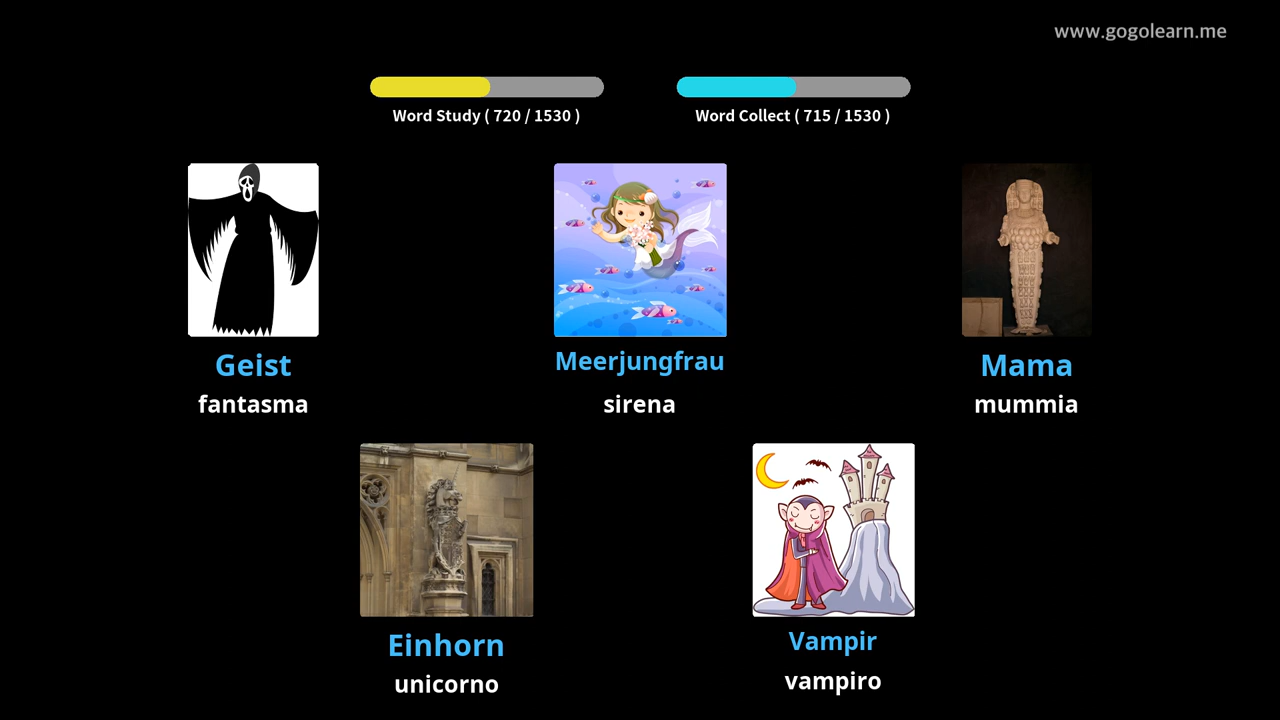 www.gogolearn.me
Word Study ( 720 / 1530 )
Word Collect ( 715 / 1530 )
Geist
fantasma
Meerjungfrau
sirena
Mama
mummia
Einhorn
unicorno
Vampir
vampiro